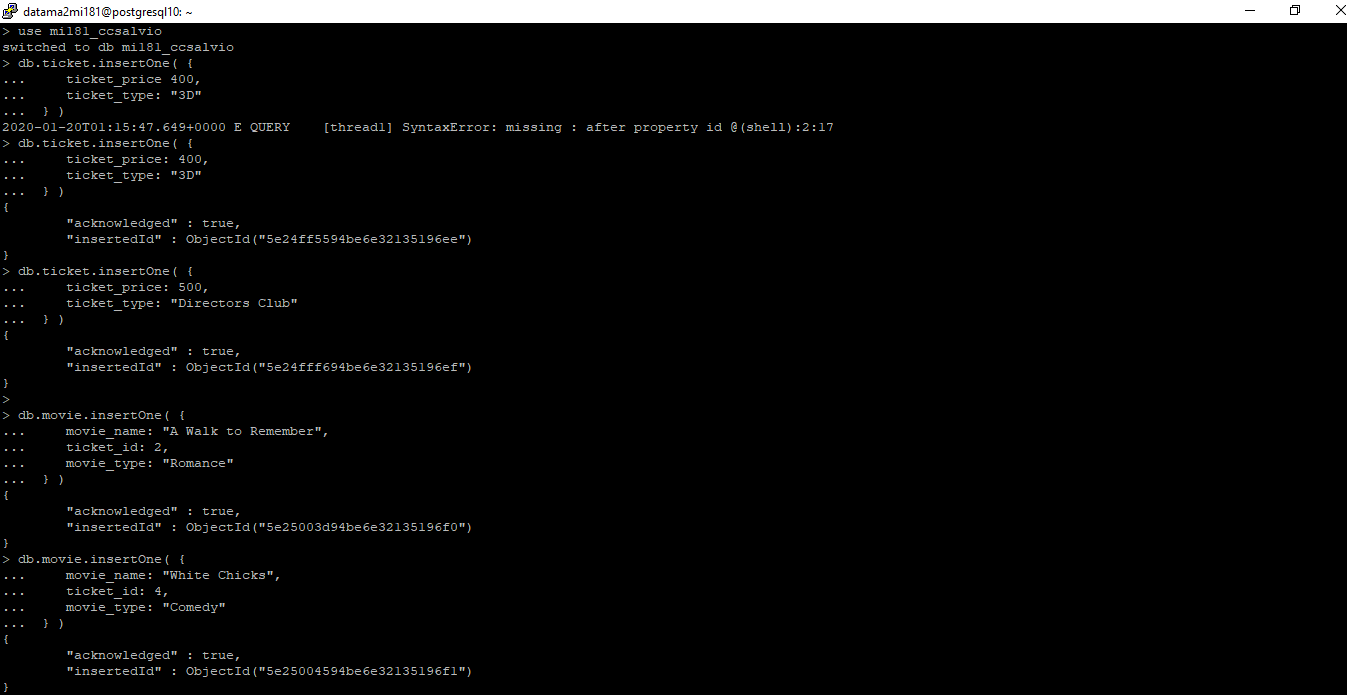 datama2mi181@postgresql10: ~
> use mi181_ccsalvio
switched to db mi181_ccsalvio
> db.ticket.insertOne( {
...     ticket_price 400,
...     ticket_type: "3D"
...  } )
2020-01-20T01:15:47.649+0000 E QUERY    [thread1] SyntaxError: missing : after property id @(shell):2:17
> db.ticket.insertOne( {
...     ticket_price: 400,
...     ticket_type: "3D"
...  } )
{
        "acknowledged" : true,
        "insertedId" : ObjectId("5e24ff5594be6e32135196ee")
}
> db.ticket.insertOne( {
...     ticket_price: 500,
...     ticket_type: "Directors Club"
...  } )
{
        "acknowledged" : true,
        "insertedId" : ObjectId("5e24fff694be6e32135196ef")
}
>
> db.movie.insertOne( {
...     movie_name: "A Walk to Remember",
...     ticket_id: 2,
...     movie_type: "Romance"
...  } )
{
        "acknowledged" : true,
        "insertedId" : ObjectId("5e25003d94be6e32135196f0")
}
> db.movie.insertOne( {
...     movie_name: "White Chicks",
...     ticket_id: 4,
...     movie_type: "Comedy"
...  } )
{
        "acknowledged" : true,
        "insertedId" : ObjectId("5e25004594be6e32135196f1")
}